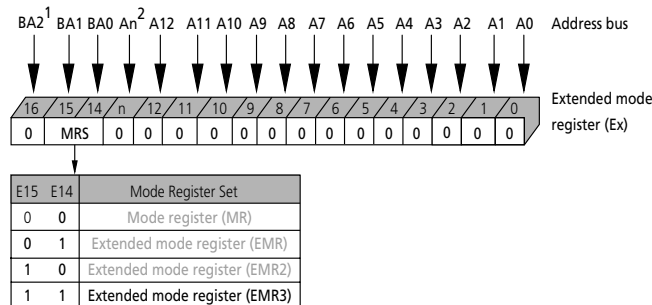 BA2¹ BA1 BA0 An² A12 A11 A10 A9 A8 A7 A6 A5 A4 A3 A2 A1 A0 Address bus
16 15 14 n 12 11 10 9 8 7 6 5 4 3 2 1 0 Extended mode
register (Ex)
0 MRS 0 0 0 0 0 0 0 0 0 0 0 0 0 0
E15 E14 Mode Register Set
0 0 Mode register (MR)
0 1 Extended mode register (EMR)
1 0 Extended mode register (EMR2)
1 1 Extended mode register (EMR3)